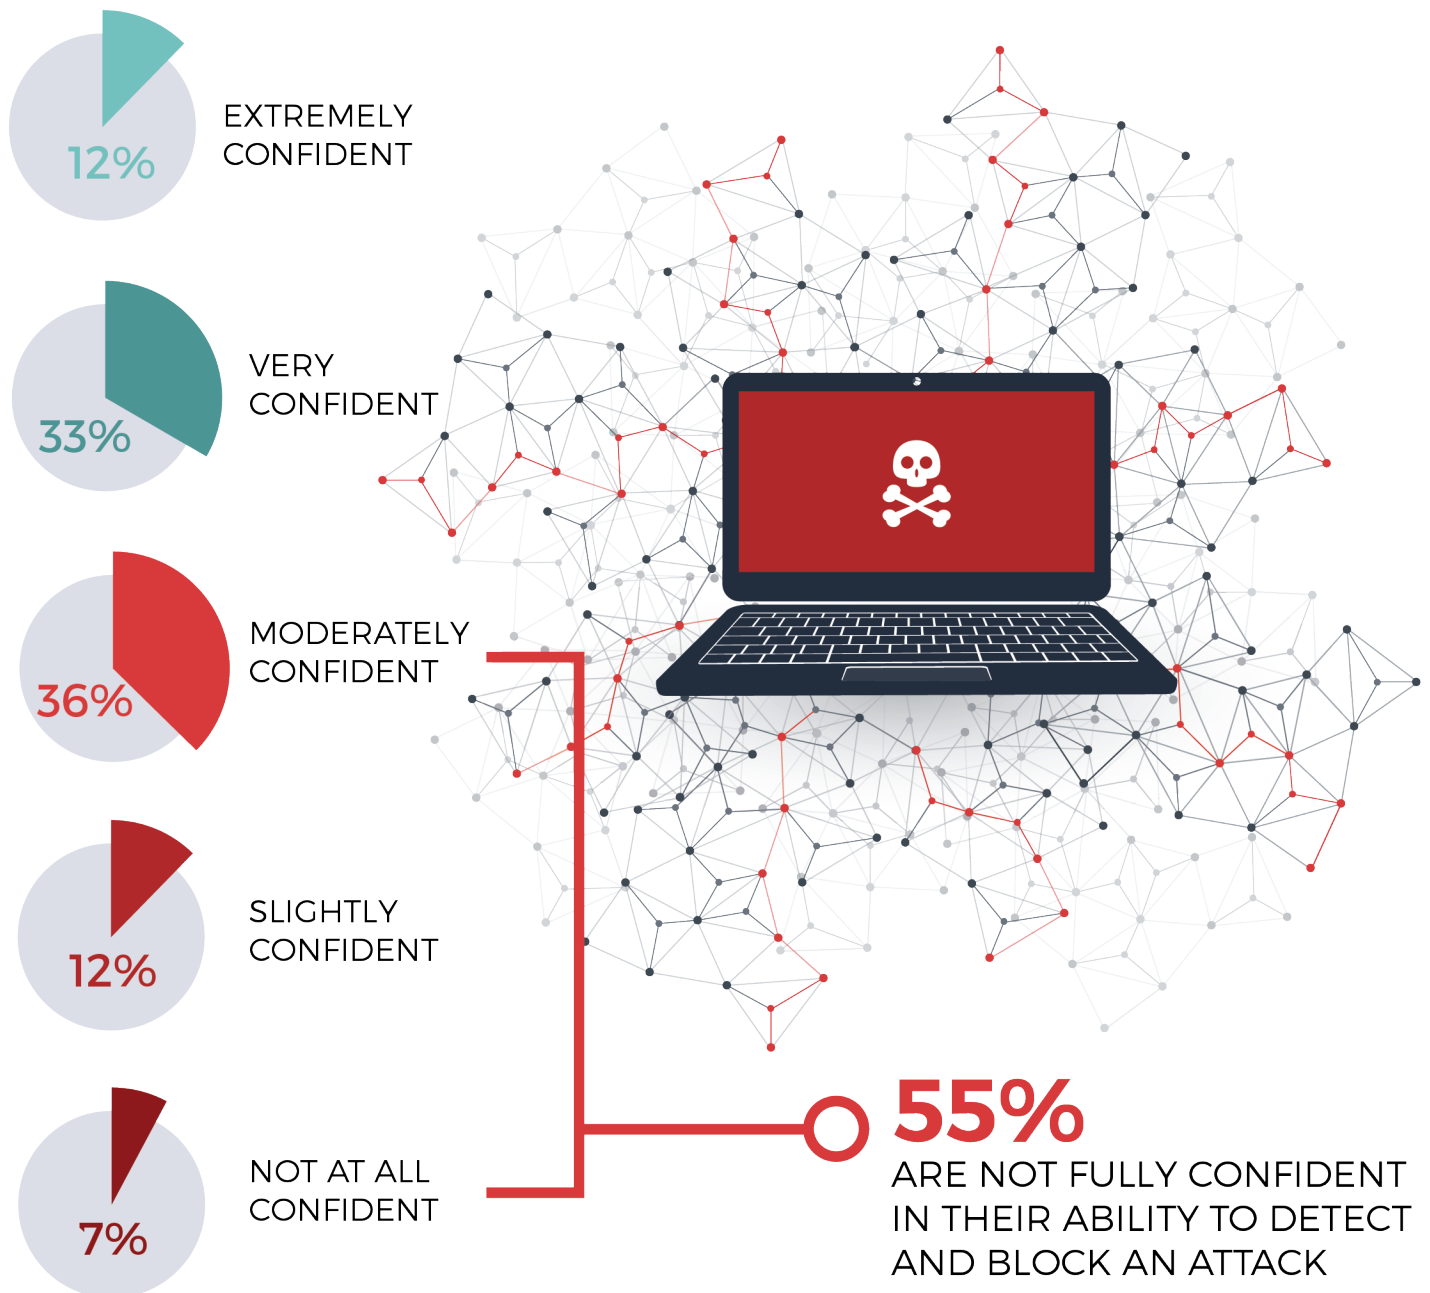 12%
EXTREMELY
CONFIDENT
33%
VERY
CONFIDENT
36%
MODERATELY
CONFIDENT
12%
SLIGHTLY
CONFIDENT
7%
NOT AT ALL
CONFIDENT
55%
ARE NOT FULLY CONFIDENT
IN THEIR ABILITY TO DETECT
AND BLOCK AN ATTACK